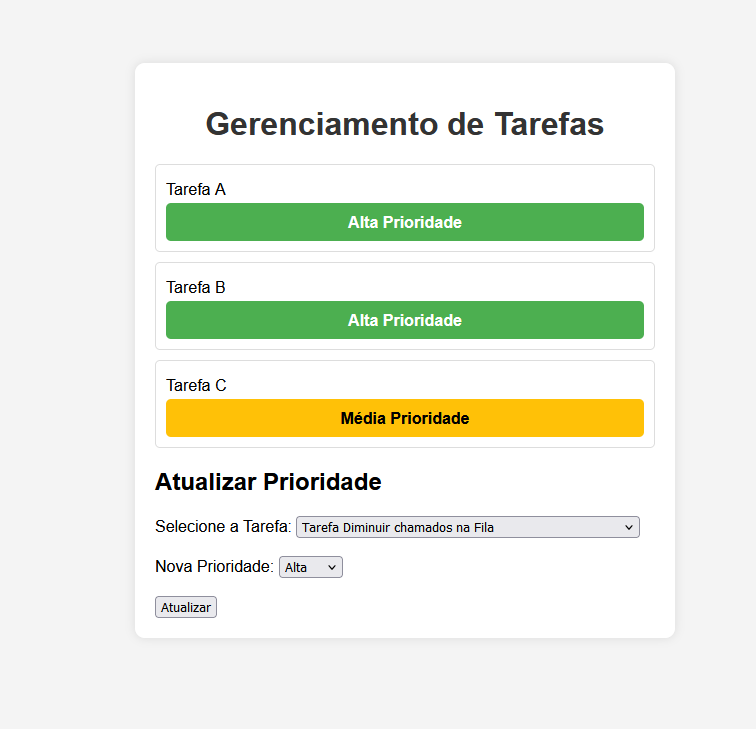 Gerenciamento de Tarefas
Tarefa A
Alta Prioridade
Tarefa B
Alta Prioridade
Tarefa C
Média Prioridade
Atualizar Prioridade
Selecione a Tarefa: Tarefa Diminuir chamados na Fila
Nova Prioridade: Alta
Atualizar